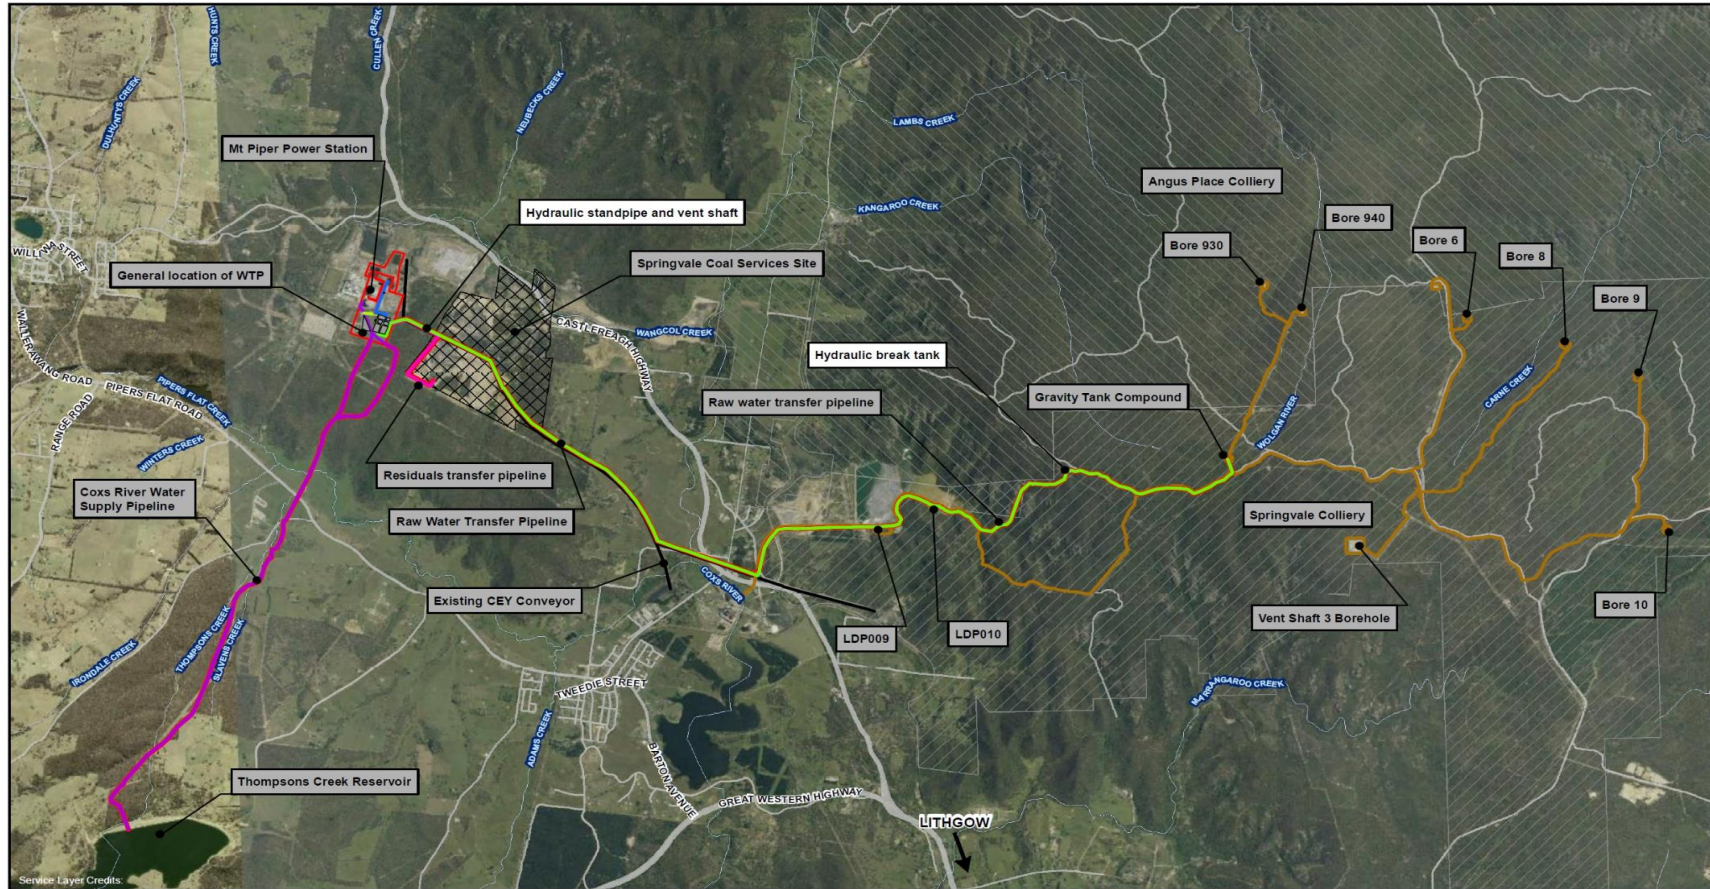 HUNTS CREEK
CULLEN CREEK
DULHUNTYS CREEK
NEUBECKS CREEK
LAMBS CREEK
Mt Piper Power Station
Angus Place Colliery
Hydraulic standpipe and vent shaft
KANGAROO CREEK
Bore 940
Bore 930
Bore 6
Bore 8
General location of WTP
Springvale Coal Services Site
Bore 9
WALLERAWANG ROAD
CASTLEREAGH HIGHWAY
WANGCOL CREEK
Hydraulic break tank
PIPERS FLAT ROAD
PIPERS FLAT CREEK
RANGE ROAD
Raw water transfer pipeline
Gravity Tank Compound
CARNE CREEK
WOLGAN RIVER
WINTERS CREEK
Residuals transfer pipeline
Coxs River Water
Supply Pipeline
Raw Water Transfer Pipeline
Springvale Colliery
COXS RIVER
Existing CEY Conveyor
LDP009
LDP010
Vent Shaft 3 Borehole
Bore 10
IRONDALE CREEK
THOMPSONS CREEK
SLAVENS CREEK
TWEEDIE STREET
MARRANGAROO CREEK
ADAMS CREEK
BARTON AVENUE
Thompsons Creek Reservoir
GREAT WESTERN HIGHWAY
LITHGOW
Service Layer Credits: